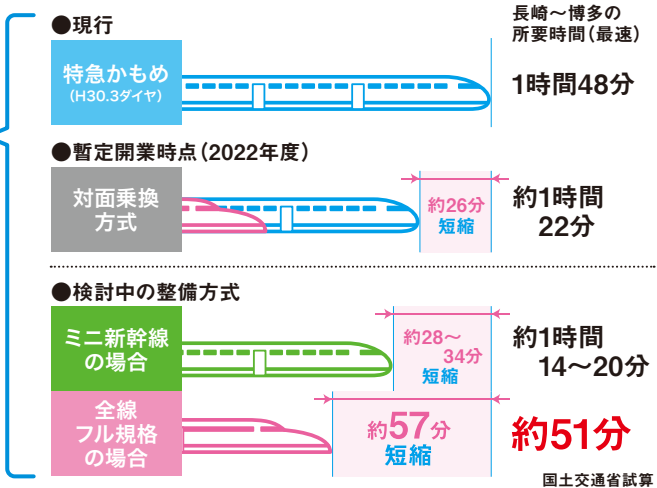 ●現行
長崎〜博多の
所要時間(最速)
特急かもめ
(H30.3ダイヤ)
1時間48分
●暫定開業時点(2022年度)
対面乗換
方式
約26分
短縮
約1時間
22分
●検討中の整備方式
ミニ新幹線
の場合
約28〜
34分
短縮
約1時間
14〜20分
全線
フル規格
の場合
約57分
短縮
約51分
国土交通省試算